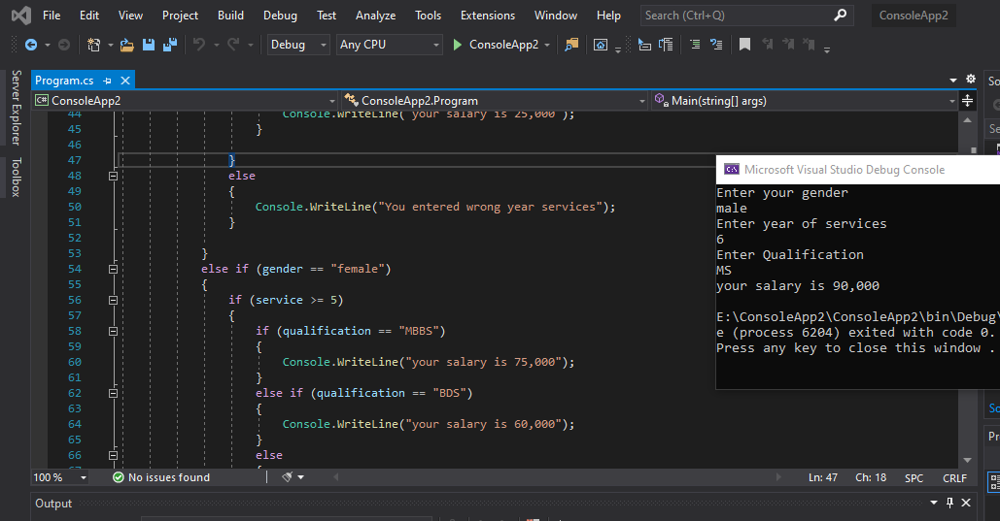 File Edit View Project Build Debug Test Analyze Tools Extensions Window Help Search (Ctrl+Q) ConsoleApp2
Debug Any CPU ConsoleApp2
Server Explorer
Toolbox
Program.cs
C# ConsoleApp2 ConsoleApp2.Program Main(string[] args)
44 Console.WriteLine("your salary is 25,000");
45 }
46
47 }
48 else
49 {
50 Console.WriteLine("You entered wrong year services");
51 }
52
53 }
54 else if (gender == "female")
55 {
56 if (service >= 5)
57 {
58 if (qualification == "MBBS")
59 {
60 Console.WriteLine("your salary is 75,000");
61 }
62 else if (qualification == "BDS")
63 {
64 Console.WriteLine("your salary is 60,000");
65 }
66 else
100 % No issues found Ln: 47 Ch: 18 SPC CRLF
Output
C:\ Microsoft Visual Studio Debug Console
Enter your gender
male
Enter year of services
6
Enter Qualification
MS
your salary is 90,000
E:\ConsoleApp2\ConsoleApp2\bin\Debug\
e (process 6204) exited with code 0.
Press any key to close this window .